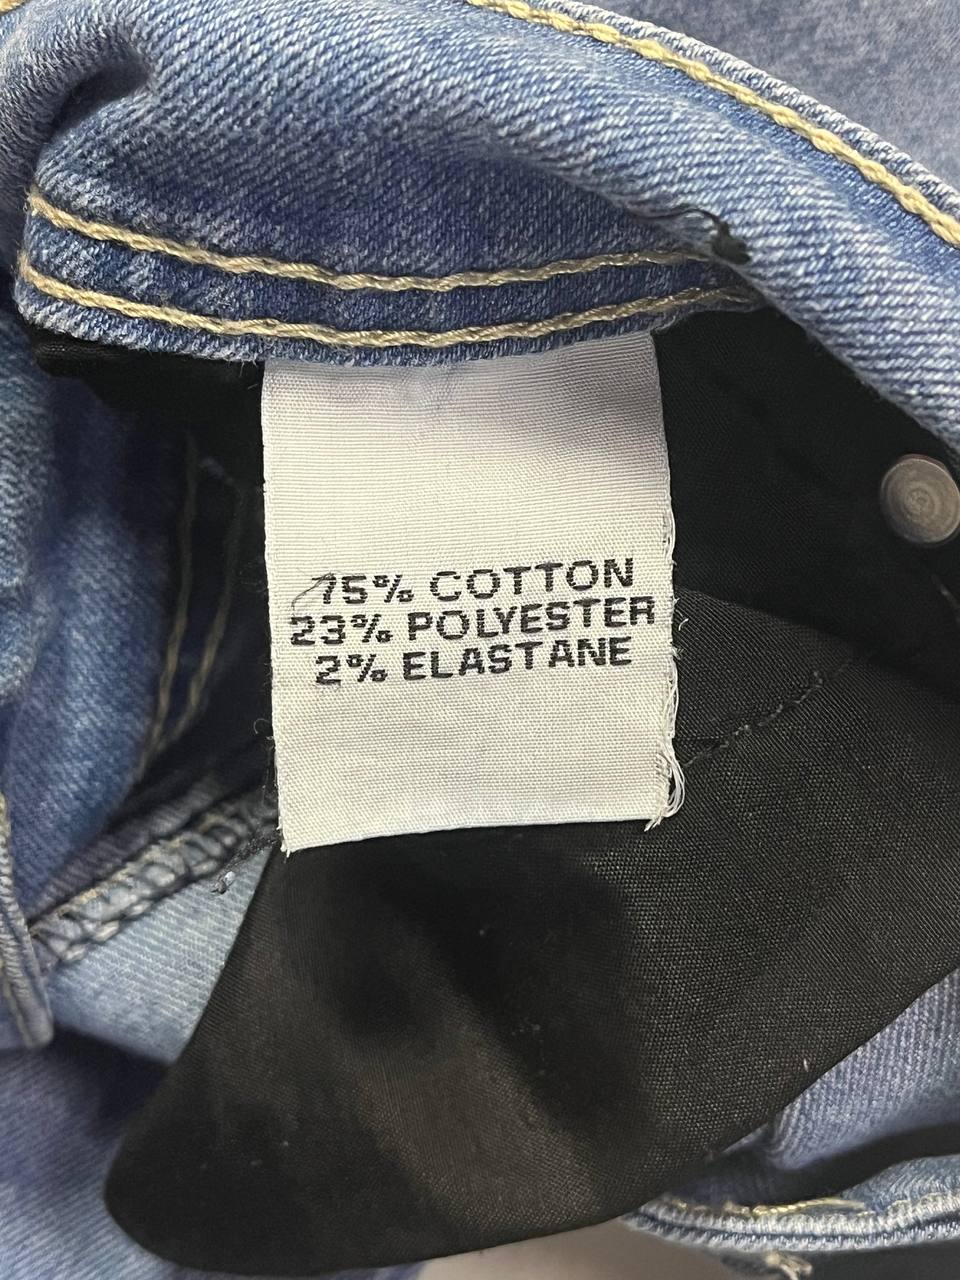 75% COTTON
23% POLYESTER
2% ELASTANE